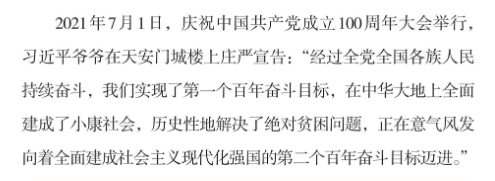 2021年7月1日，庆祝中国共产党成立100周年大会举行，
习近平爷爷在天安门城楼上庄严宣告：“经过全党全国各族人民
持续奋斗，我们实现了第一个百年奋斗目标，在中华大地上全面
建成了小康社会，历史性地解决了绝对贫困问题，正在意气风发
向着全面建成社会主义现代化强国的第二个百年奋斗目标迈进。”